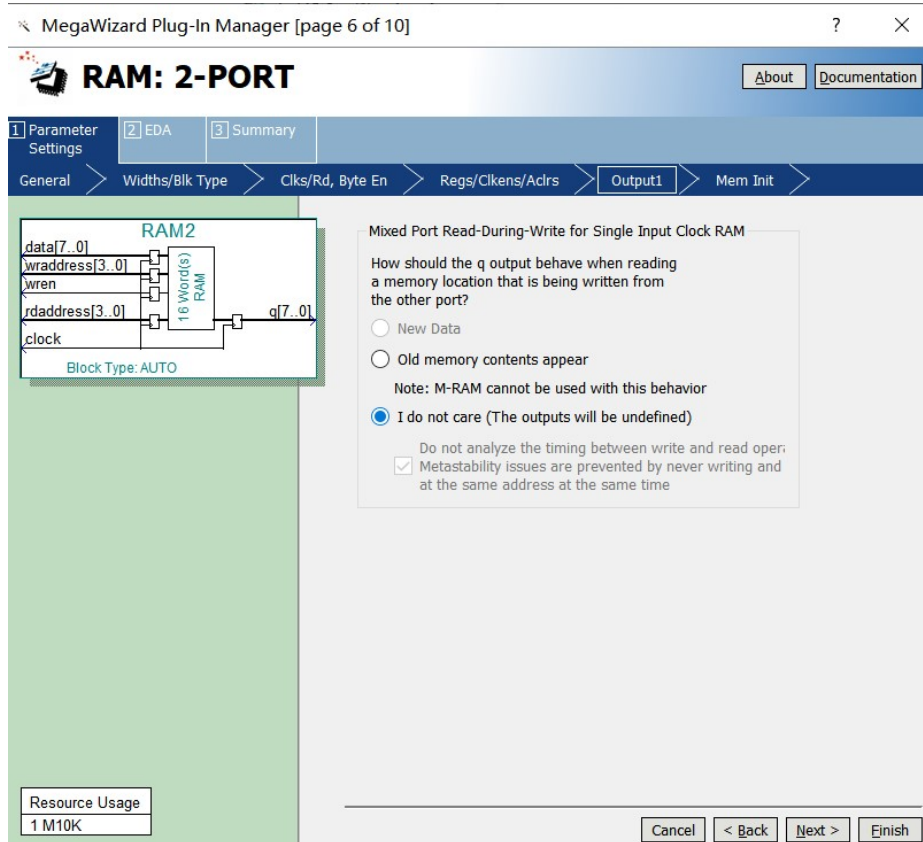 MegaWizard Plug-In Manager [page 6 of 10]
?
RAM: 2-PORT
About
Documentation
1 Parameter Settings
2 EDA
3 Summary
General
Widths/Blk Type
Clks/Rd, Byte En
Regs/Clkens/Aclrs
Output1
Mem Init
RAM2
data[7..0]
wraddress[3..0]
wren
rdaddress[3..0]
clock
16 Word(s)
RAM
q[7..0]
Block Type: AUTO
Mixed Port Read-During-Write for Single Input Clock RAM
How should the q output behave when reading
a memory location that is being written from
the other port?
New Data
Old memory contents appear
Note: M-RAM cannot be used with this behavior
I do not care (The outputs will be undefined)
Do not analyze the timing between write and read opera
Metastability issues are prevented by never writing and
at the same address at the same time
Resource Usage
1 M10K
Cancel
< Back
Next >
Finish